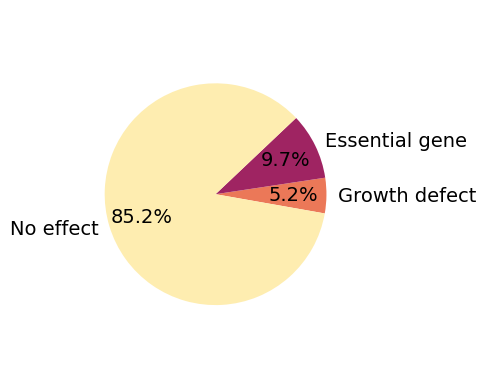 Essential gene
9.7%
5.2%
Growth defect
85.2%
No effect